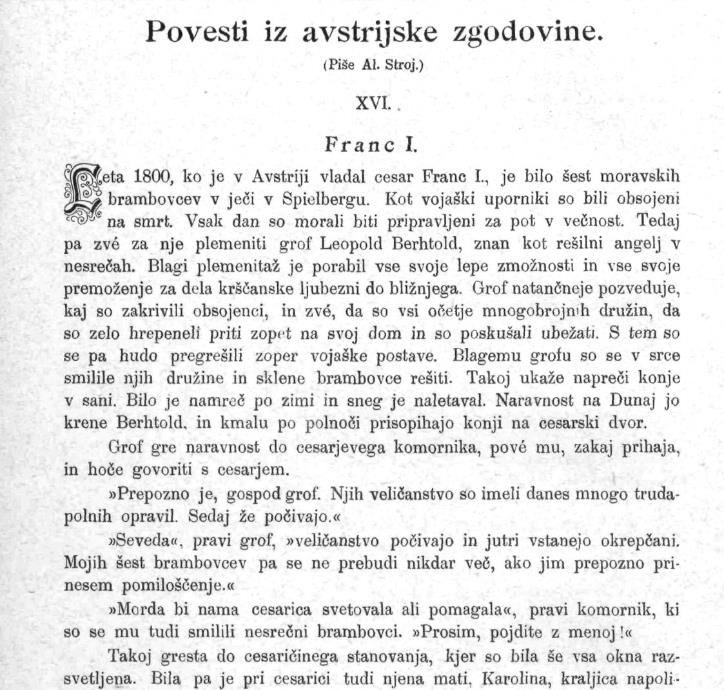 Povesti iz avstrijske zgodovine.
(Piše Al. Stroj.)
XVI.
Franc I.
Leta 1800, ko je v Avstriji vladal cesar Franc I., je bilo šest moravskih
brambovcev v ječi v Spielbergu. Kot vojaški uporniki so bili obsojeni
na smrt. Vsak dan so morali biti pripravljeni za pot v večnost. Tedaj
pa zvé za nje plemeniti grof Leopold Berhtold, znan kot rešilni angelj v
nesrečah. Blagi plemenitaž je porabil vse svoje lepe zmožnosti in vse svoje
premoženje za dela krščanske ljubezni do bližnjega. Grof natančneje pozveduje,
kaj so zakrivili obsojenci, in zvé, da so vsi očetje mnogobrojnih družin, da
so zelo hrepeneli priti zopet na svoj dom in so poskušali ubežati. S tem so
se pa hudo pregrešili zoper vojaške postave. Blagemu grofu so se v srce
smilile njih družine in sklene brambovce rešiti. Takoj ukaže napreči konje
v sani. Bilo je namreč po zimi in sneg je naletaval. Naravnost na Dunaj jo
krene Berhtold, in kmalu po polnoči prisopihajo konji na cesarski dvor.
Grof gre naravnost do cesarjevega komornika, pové mu, zakaj prihaja,
in hoče govoriti s cesarjem.
»Prepozno je, gospod grof. Njih veličanstvo so imeli danes mnogo truda-
polnih opravil. Sedaj že počivajo.«
»Seveda«, pravi grof, »veličanstvo počivajo in jutri vstanejo okrepčani.
Mojih šest brambovcev pa se ne prebudi nikdar več, ako jim prepozno pri-
nesem pomiloščenje.«
»Morda bi nama cesarica svetovala ali pomagala«, pravi komornik, ki
so se mu tudi smilili nesrečni brambovci. »Prosim, pojdite z menoj!«
Takoj gresta do cesaričinega stanovanja, kjer so bila še vsa okna raz-
svetljena. Bila pa je pri cesarici tudi njena mati, Karolina, kraljica napoli-